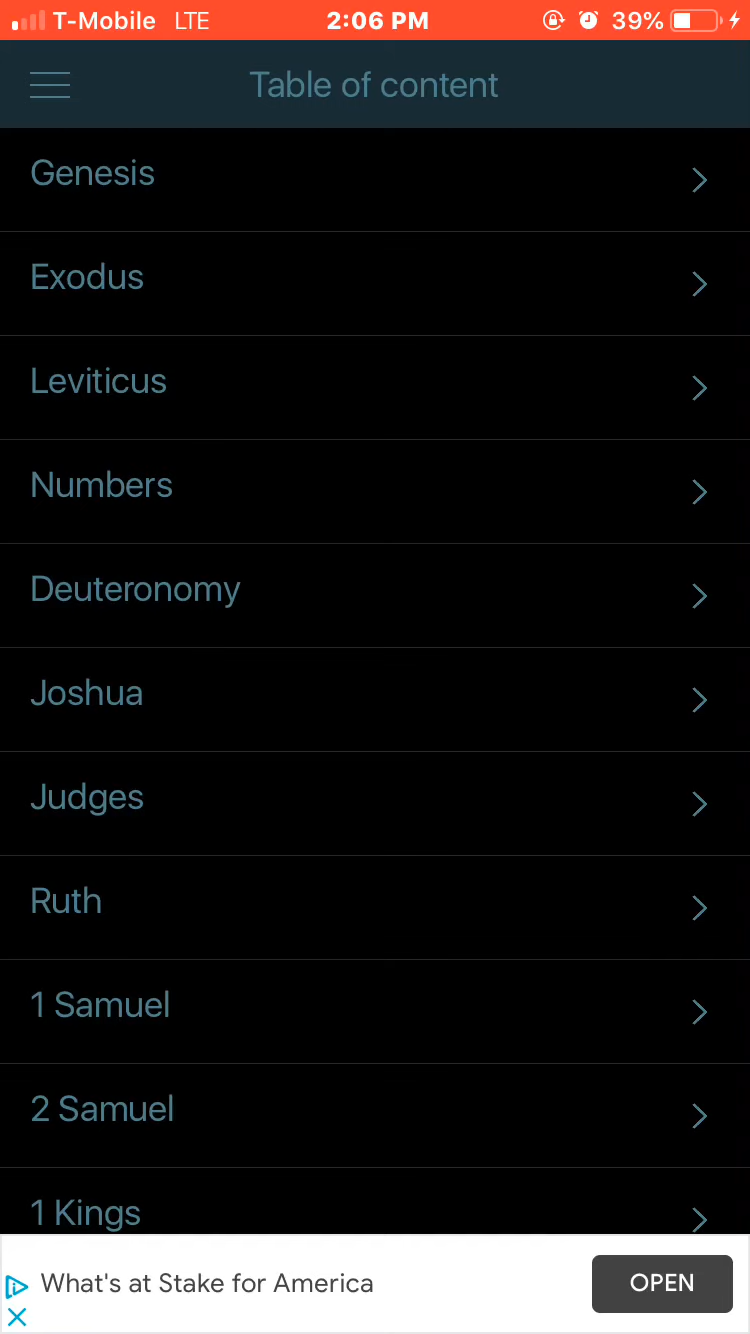 T-Mobile LTE 2:06 PM 39%
Table of content
Genesis
Exodus
Leviticus
Numbers
Deuteronomy
Joshua
Judges
Ruth
1 Samuel
2 Samuel
1 Kings
What's at Stake for America
OPEN